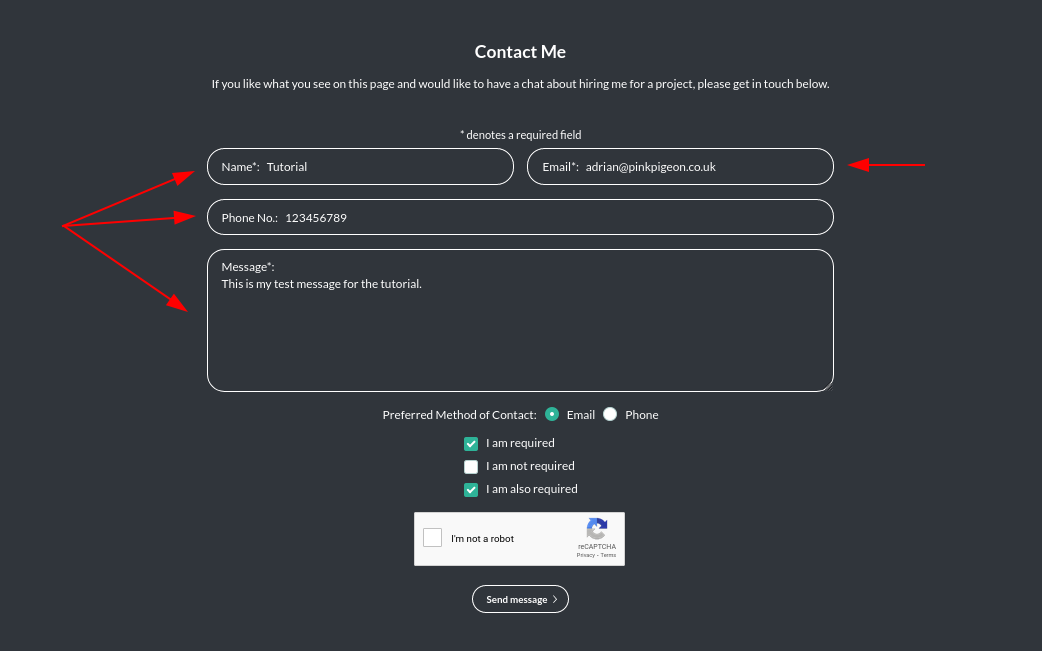 Contact Me
If you like what you see on this page and would like to have a chat about hiring me for a project, please get in touch below.
* denotes a required field
Name*: Tutorial
Email*: adrian@pinkpigeon.co.uk
Phone No.: 123456789
Message*:
This is my test message for the tutorial.
Preferred Method of Contact: Email Phone
I am required
I am not required
I am also required
I'm not a robot
reCAPTCHA
Privacy - Terms
Send message